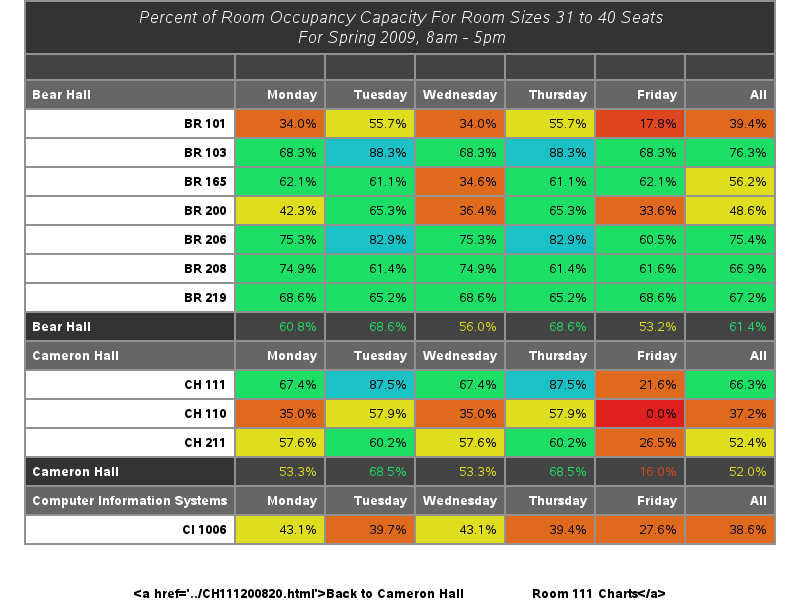 Percent of Room Occupancy Capacity For Room Sizes 31 to 40 Seats
For Spring 2009, 8am - 5pm
Bear Hall Monday Tuesday Wednesday Thursday Friday All
BR 101 34.0% 55.7% 34.0% 55.7% 17.8% 39.4%
BR 103 68.3% 88.3% 68.3% 88.3% 68.3% 76.3%
BR 165 62.1% 61.1% 34.6% 61.1% 62.1% 56.2%
BR 200 42.3% 65.3% 36.4% 65.3% 33.6% 48.6%
BR 206 75.3% 82.9% 75.3% 82.9% 60.5% 75.4%
BR 208 74.9% 61.4% 74.9% 61.4% 61.6% 66.9%
BR 219 68.6% 65.2% 68.6% 65.2% 68.6% 67.2%
Bear Hall 60.8% 68.6% 56.0% 68.6% 53.2% 61.4%
Cameron Hall Monday Tuesday Wednesday Thursday Friday All
CH 111 67.4% 87.5% 67.4% 87.5% 21.6% 66.3%
CH 110 35.0% 57.9% 35.0% 57.9% 0.0% 37.2%
CH 211 57.6% 60.2% 57.6% 60.2% 26.5% 52.4%
Cameron Hall 53.3% 68.5% 53.3% 68.5% 16.0% 52.0%
Computer Information Systems Monday Tuesday Wednesday Thursday Friday All
CI 1006 43.1% 39.7% 43.1% 39.4% 27.6% 38.6%
<a href='../CH111200820.html'>Back to Cameron Hall Room 111 Charts</a>